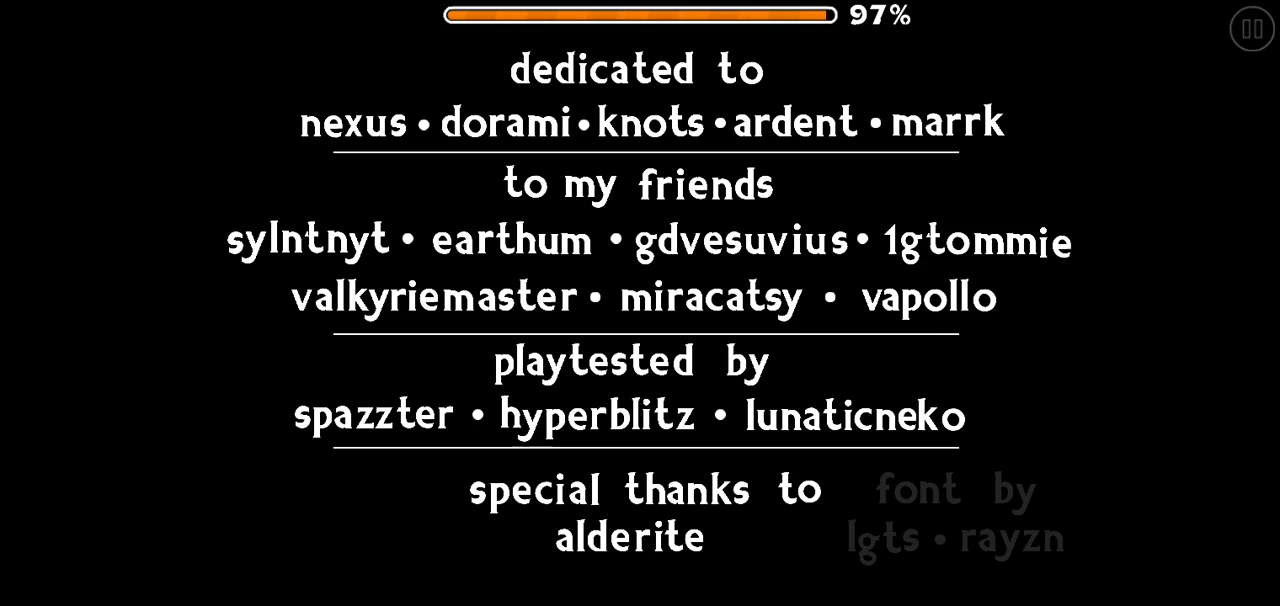 97%
dedicated to
nexus • dorami • knots • ardent • marrk
to my friends
sylntnyt • earthum • gdvesuvius • 1gtommie
valkyriemaster • miracatsy • vapollo
playtested by
spazzter • hyperblitz • lunaticneko
special thanks to
alderite
font by
lgts • rayzn